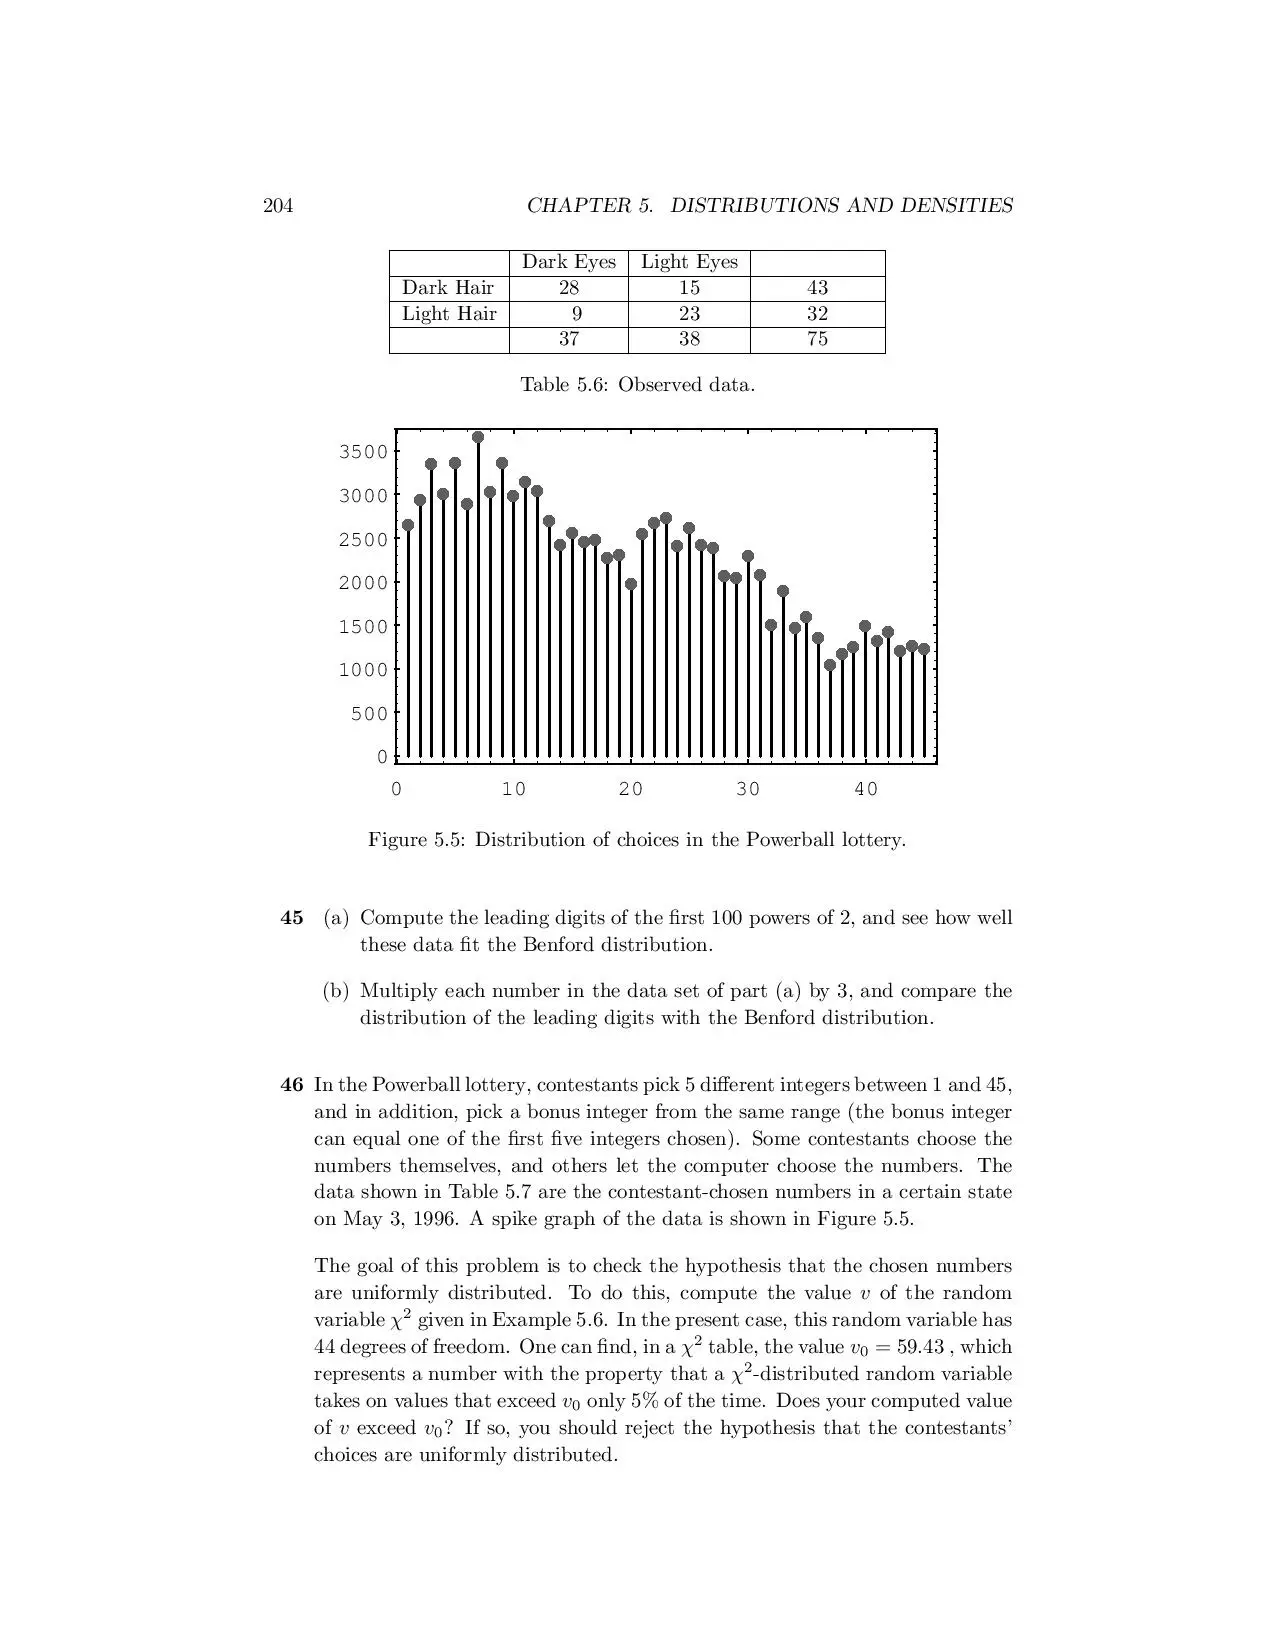 204 CHAPTER 5. DISTRIBUTIONS AND DENSITIES
Dark Eyes Light Eyes
Dark Hair 28 15 43
Light Hair 9 23 32
37 38 75
Table 5.6: Observed data.
3500
3000
2500
2000
1500
1000
500
0
0 10 20 30 40
Figure 5.5: Distribution of choices in the Powerball lottery.
45 (a) Compute the leading digits of the first 100 powers of 2, and see how well
these data fit the Benford distribution.
(b) Multiply each number in the data set of part (a) by 3, and compare the
distribution of the leading digits with the Benford distribution.
46 In the Powerball lottery, contestants pick 5 different integers between 1 and 45,
and in addition, pick a bonus integer from the same range (the bonus integer
can equal one of the first five integers chosen). Some contestants choose the
numbers themselves, and others let the computer choose the numbers. The
data shown in Table 5.7 are the contestant-chosen numbers in a certain state
on May 3, 1996. A spike graph of the data is shown in Figure 5.5.
The goal of this problem is to check the hypothesis that the chosen numbers
are uniformly distributed. To do this, compute the value v of the random
variable χ² given in Example 5.6. In the present case, this random variable has
44 degrees of freedom. One can find, in a χ² table, the value v₀ = 59.43 , which
represents a number with the property that a χ²-distributed random variable
takes on values that exceed v₀ only 5% of the time. Does your computed value
of v exceed v₀? If so, you should reject the hypothesis that the contestants'
choices are uniformly distributed.